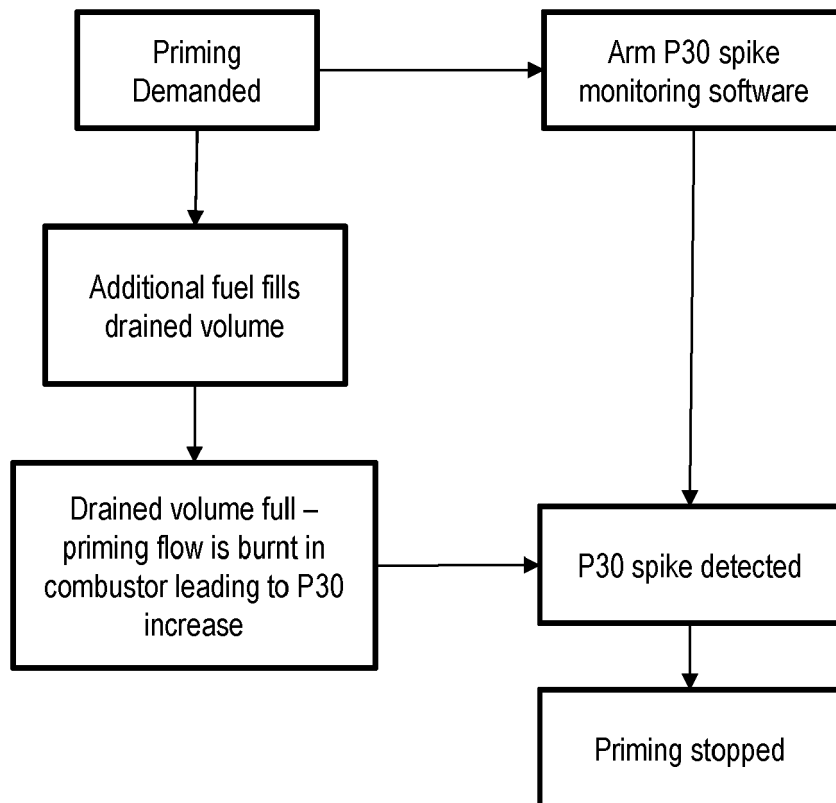 Priming
Demanded
Arm P30 spike
monitoring software
Additional fuel fills
drained volume
Drained volume full –
priming flow is burnt in
combustor leading to P30
increase
P30 spike detected
Priming stopped